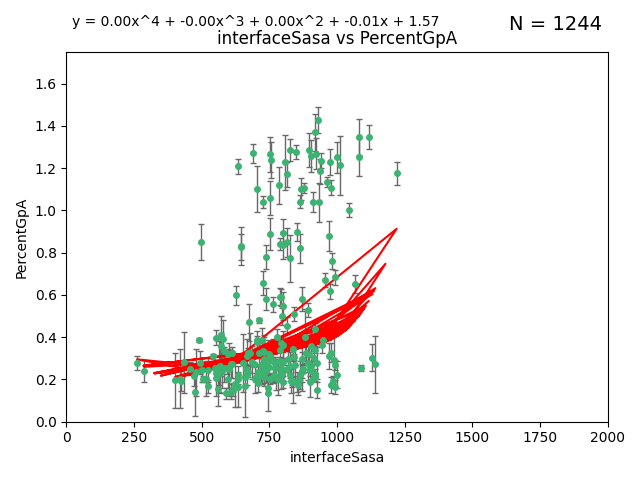 y = 0.00x^4 + -0.00x^3 + 0.00x^2 + -0.01x + 1.57
N = 1244
interfaceSasa vs PercentGpA
PercentGpA
1.6
1.4
1.2
1.0
0.8
0.6
0.4
0.2
0.0
0 250 500 750 1000 1250 1500 1750 2000
interfaceSasa